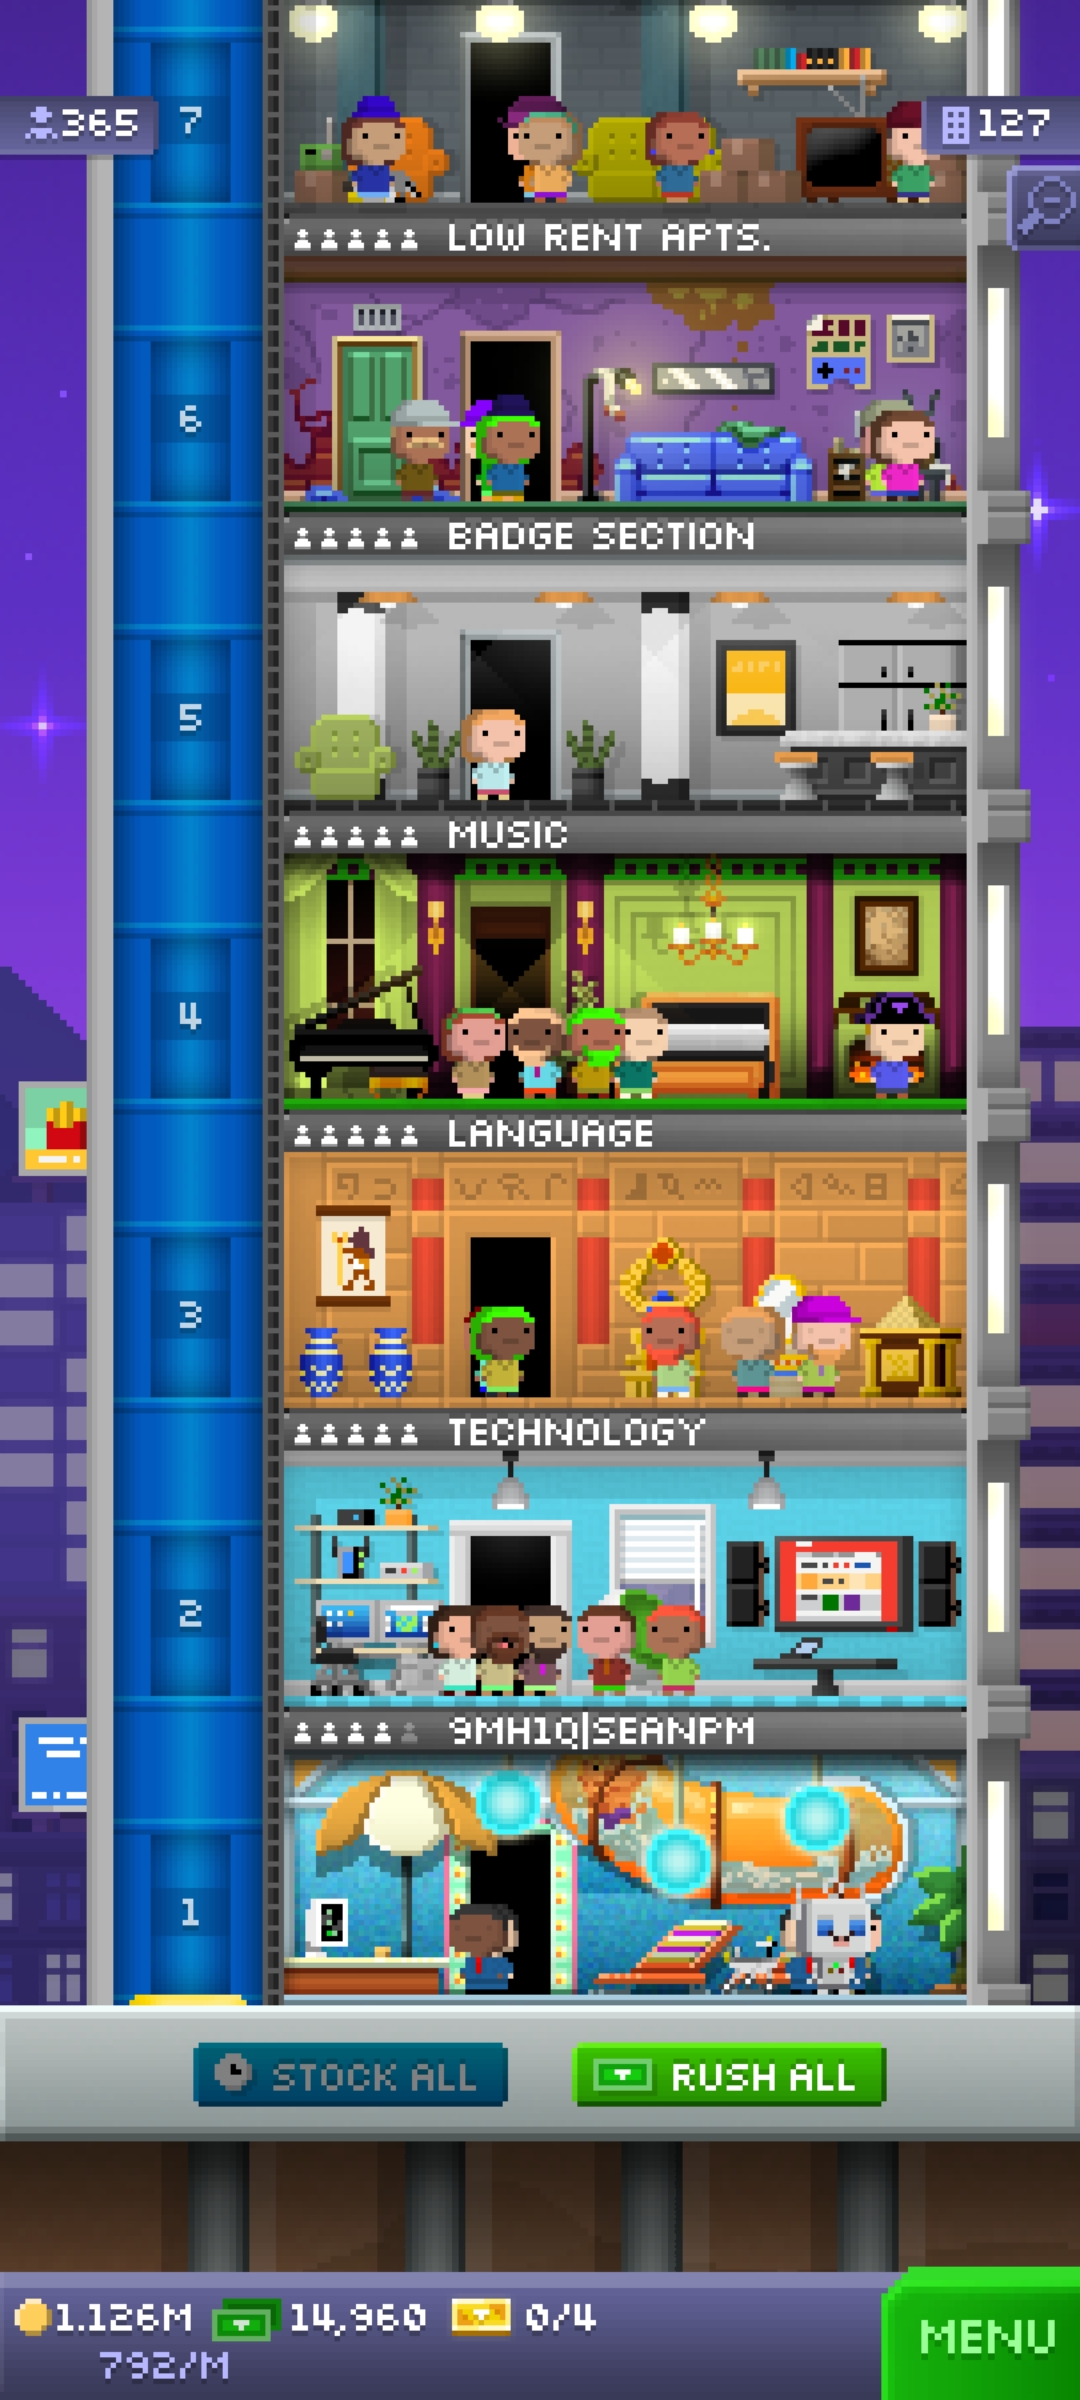 365
7
127
LOW RENT APTS.
6
BADGE SECTION
5
MUSIC
4
LANGUAGE
3
TECHNOLOGY
2
9MH1Q|SEANPM
1
STOCK ALL
RUSH ALL
1.126M
14,960
0/4
792/M
MENU